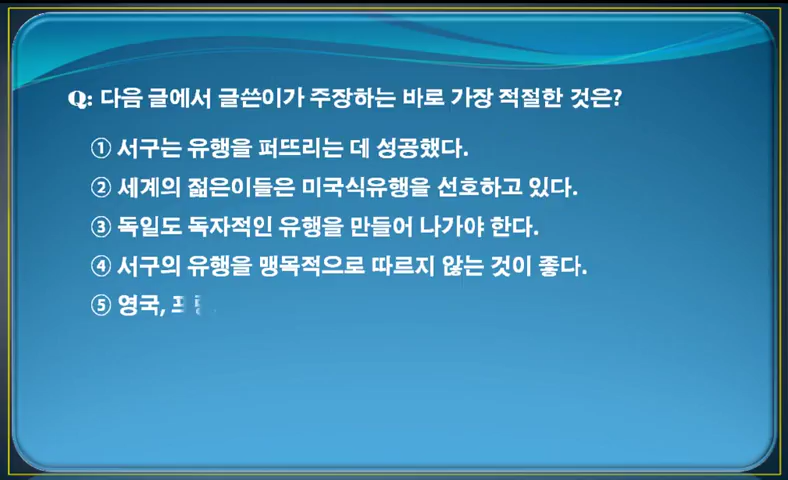 Q: 다음 글에서 글쓴이가 주장하는 바로 가장 적절한 것은?
① 서구는 유행을 퍼뜨리는 데 성공했다.
② 세계의 젊은이들은 미국식유행을 선호하고 있다.
③ 독일도 독자적인 유행을 만들어 나가야 한다.
④ 서구의 유행을 맹목적으로 따르지 않는 것이 좋다.
⑤ 영국,